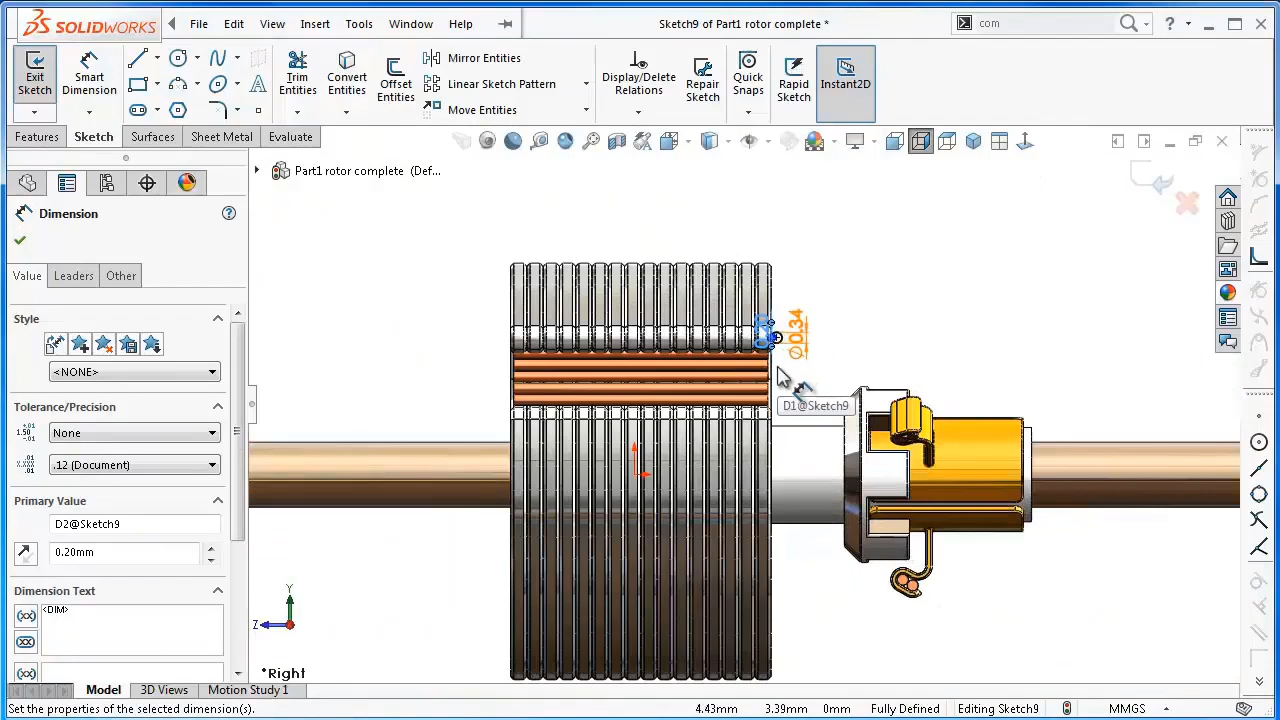 SOLIDWORKS
File Edit View Insert Tools Window Help
Sketch9 of Part1 rotor complete *
com
Exit Sketch
Smart Dimension
Trim Entities
Convert Entities
Offset Entities
Mirror Entities
Linear Sketch Pattern
Move Entities
Display/Delete Relations
Repair Sketch
Quick Snaps
Rapid Sketch
Instant2D
Features Sketch Surfaces Sheet Metal Evaluate
Part1 rotor complete (Def...
Dimension
Value Leaders Other
Style
<NONE>
Tolerance/Precision
None
.12 (Document)
Primary Value
D2@Sketch9
0.20mm
Dimension Text
<DIM>
∅0.34
D1@Sketch9
Y
Z
*Right
Model 3D Views Motion Study 1
Set the properties of the selected dimension(s).
4.43mm 3.39mm 0mm Fully Defined Editing Sketch9 MMGS